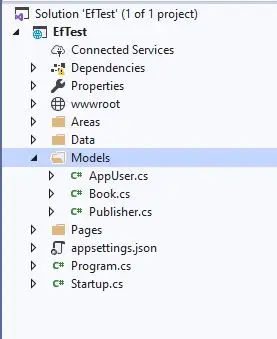 Solution 'EfTest' (1 of 1 project)
EfTest
Connected Services
Dependencies
Properties
wwwroot
Areas
Data
Models
C# AppUser.cs
C# Book.cs
C# Publisher.cs
Pages
appsettings.json
C# Program.cs
C# Startup.cs